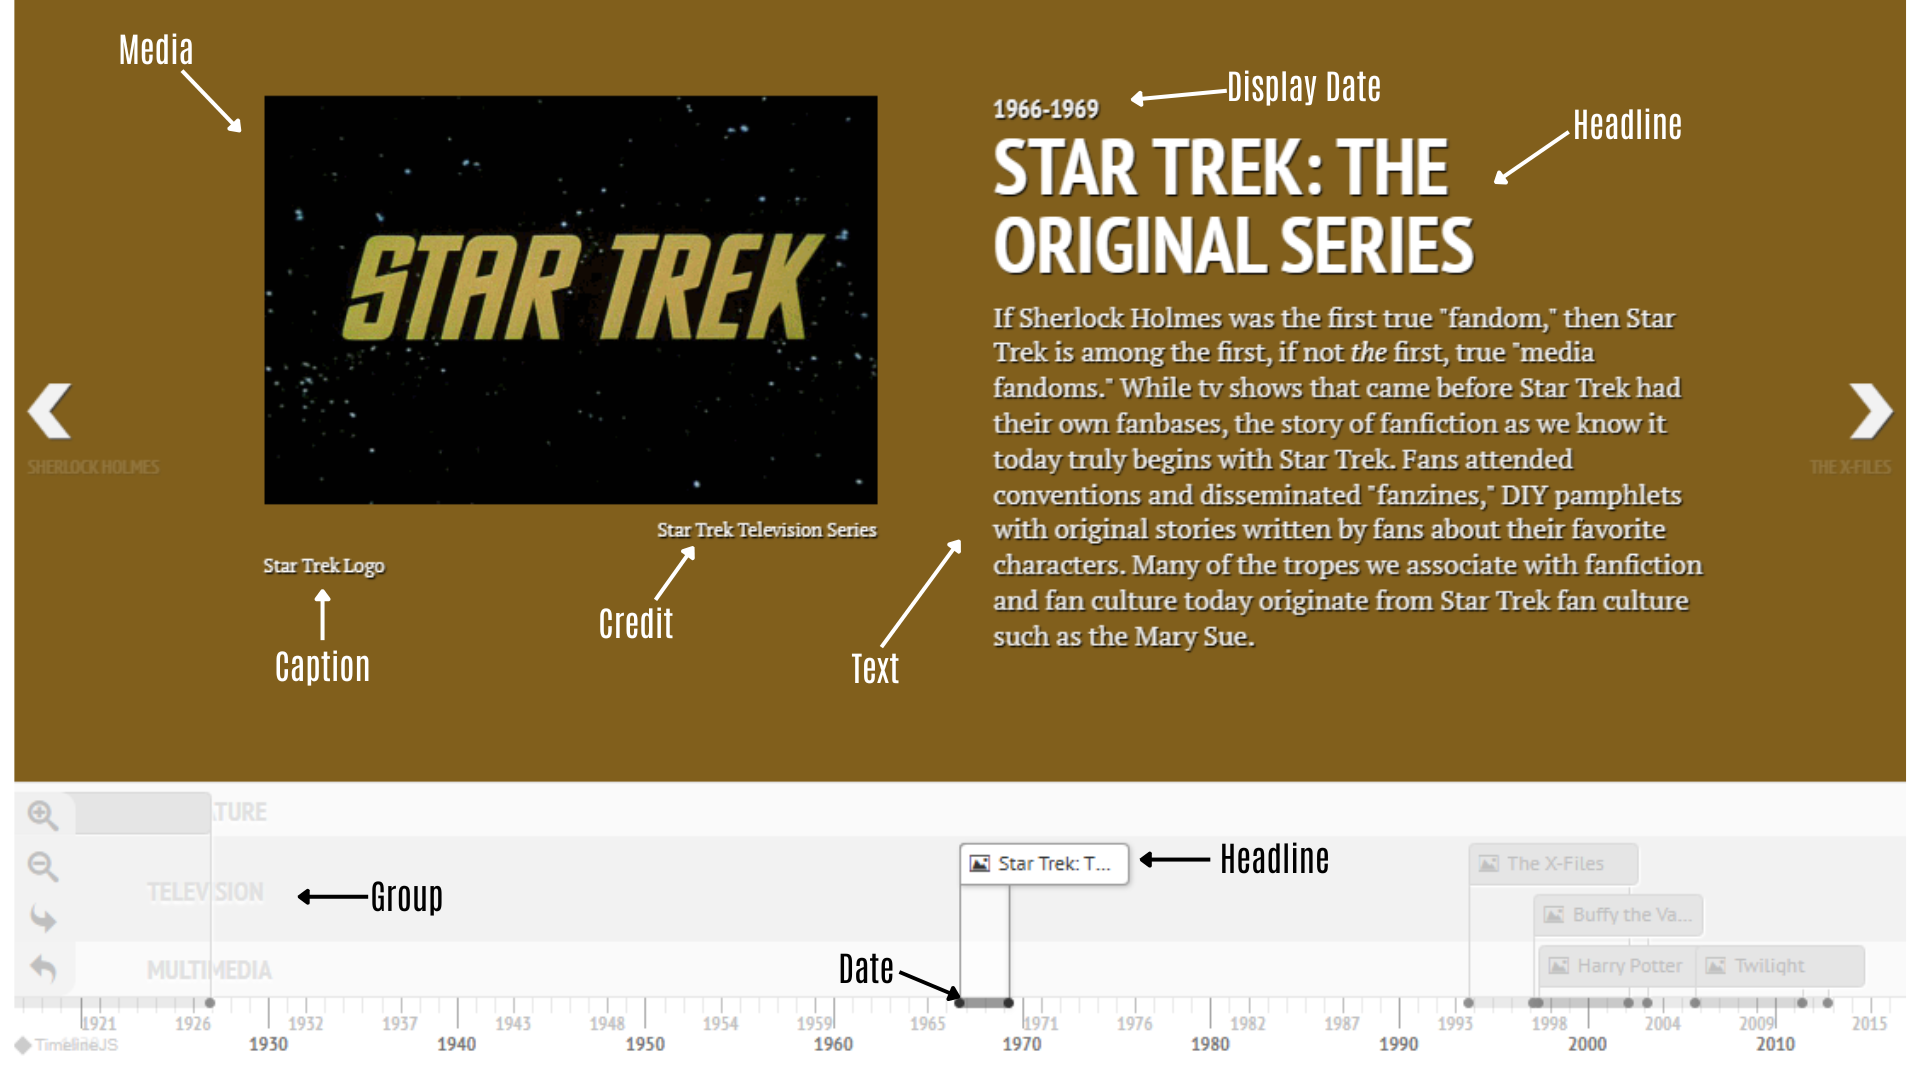 Media
Display Date
1966-1969
Headline
STAR TREK: THE
ORIGINAL SERIES
STAR TREK
If Sherlock Holmes was the first true "fandom," then Star
Trek is among the first, if not the first, true "media
fandoms." While tv shows that came before Star Trek had
their own fanbases, the story of fanfiction as we know it
today truly begins with Star Trek. Fans attended
conventions and disseminated "fanzines," DIY pamphlets
with original stories written by fans about their favorite
characters. Many of the tropes we associate with fanfiction
and fan culture today originate from Star Trek fan culture
such as the Mary Sue.
SHERLOCK HOLMES
THE X-FILES
Star Trek Television Series
Star Trek Logo
Credit
Caption
Text
ATURE
Star Trek: T...
Headline
The X-Files
TELEVISION
Group
Buffy the Va...
MULTIMEDIA
Date
Harry Potter
Twilight
1921 1926 1932 1937 1943 1948 1954 1959 1965 1971 1976 1982 1987 1993 1998 2004 2009 2015
TimelineJS
1930 1940 1950 1960 1970 1980 1990 2000 2010